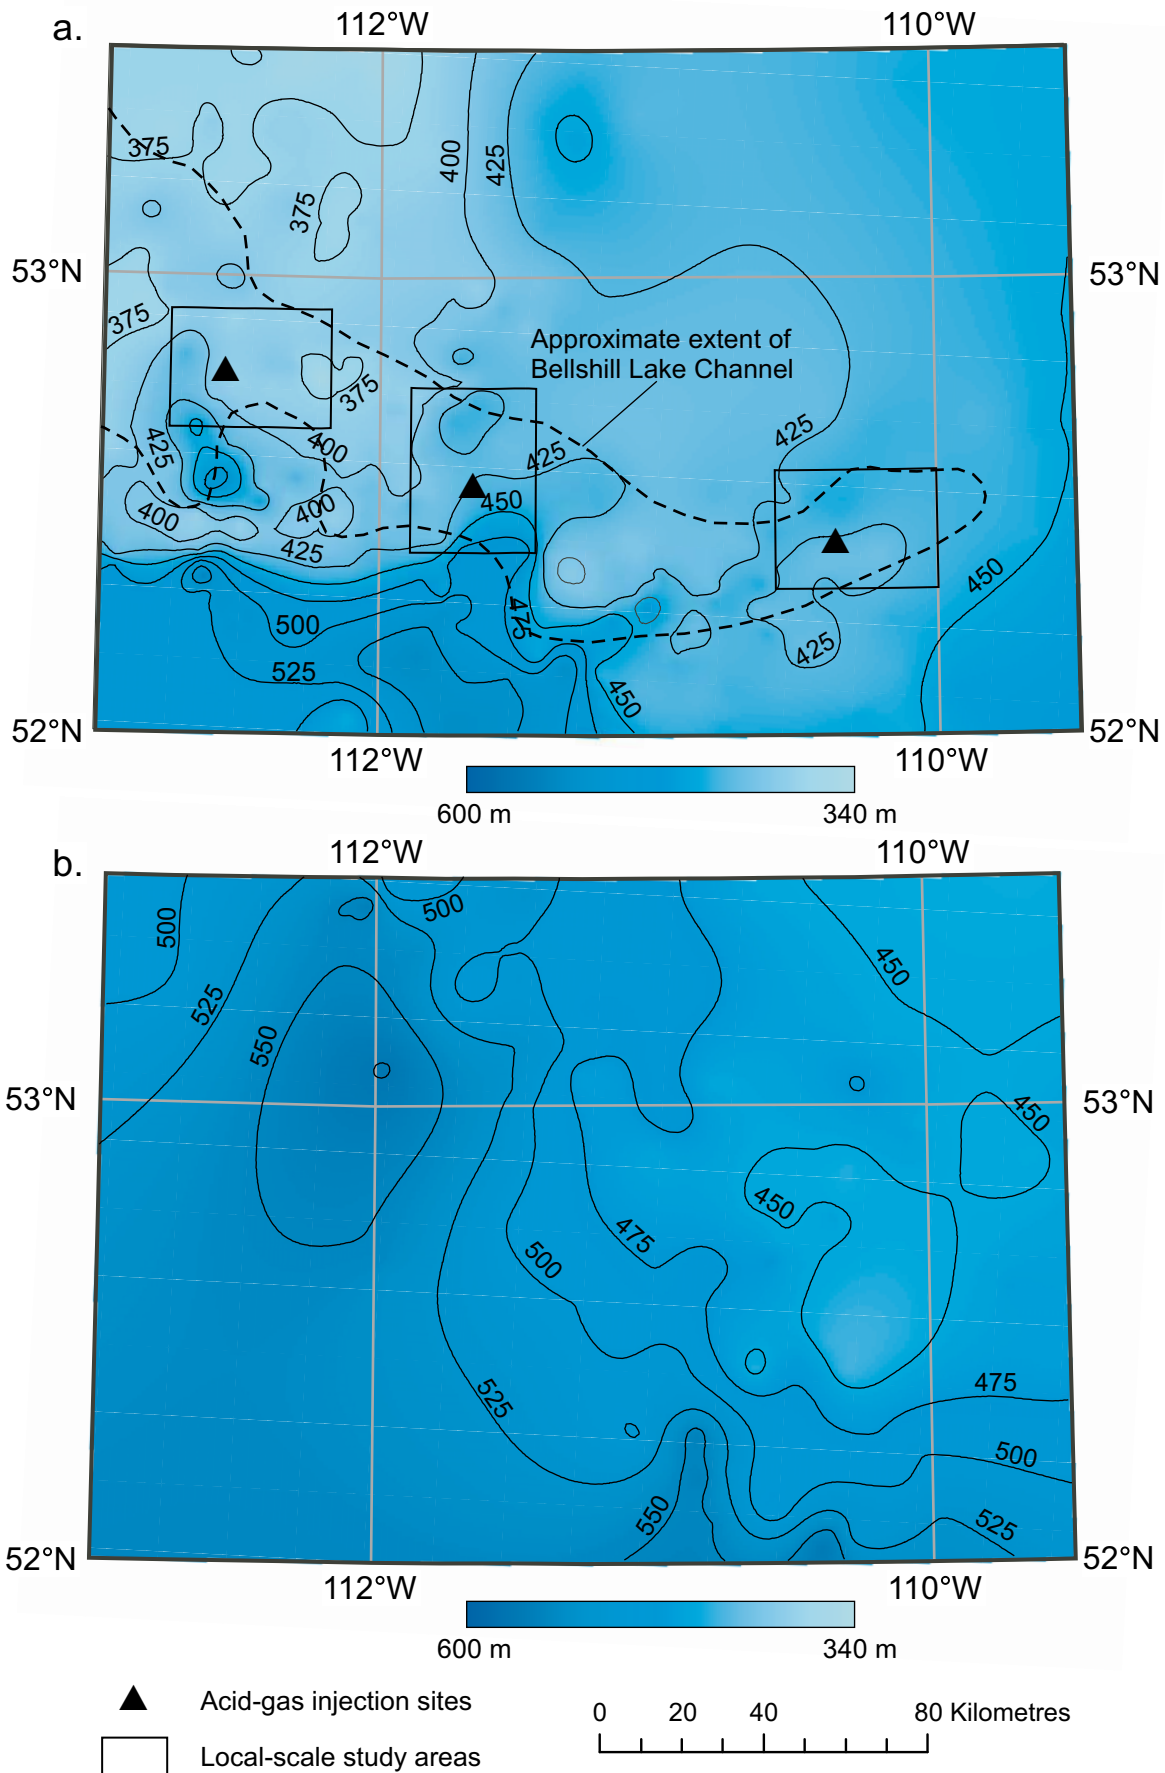 a.
112°W 110°W
375
400
425
375
53°N 53°N
375
Approximate extent of
Bellshill Lake Channel
375
400
425
425
425
450
400
400
425
450
475
500
425
525
450
52°N 52°N
112°W 110°W
600 m 340 m
b.
112°W 110°W
500
500
450
525
550
53°N 53°N
450
450
475
500
475
525
500
550
525
52°N 52°N
112°W 110°W
600 m 340 m
Acid-gas injection sites
0 20 40 80 Kilometres
Local-scale study areas